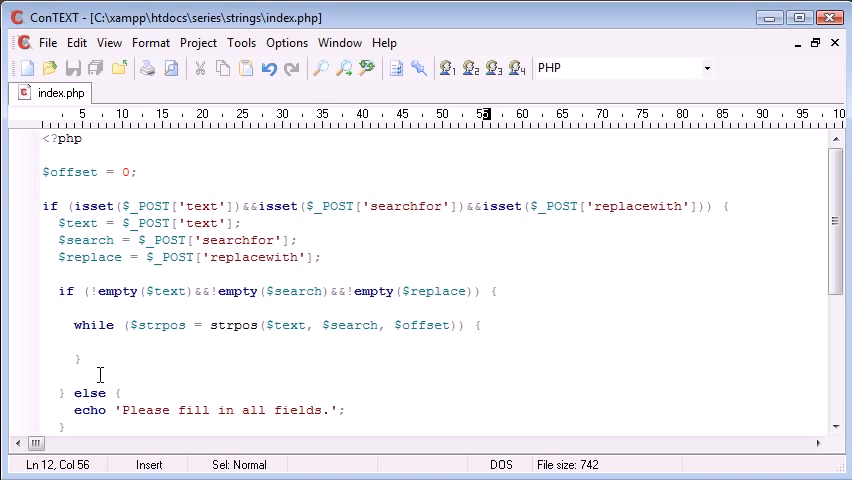 ConTEXT - [C:\xampp\htdocs\series\strings\index.php]
File Edit View Format Project Tools Options Window Help
1 2 3 4 PHP
index.php
5 10 15 20 25 30 35 40 45 50 55 60 65 70 75 80 85 90 95 100
<?php
$offset = 0;
if (isset($_POST['text'])&&isset($_POST['searchfor'])&&isset($_POST['replacewith'])) {
$text = $_POST['text'];
$search = $_POST['searchfor'];
$replace = $_POST['replacewith'];
if (!empty($text)&&!empty($search)&&!empty($replace)) {
while ($strpos = strpos($text, $search, $offset)) {
}
} else {
echo 'Please fill in all fields.';
}
Ln 12, Col 56 Insert Sel: Normal DOS File size: 742